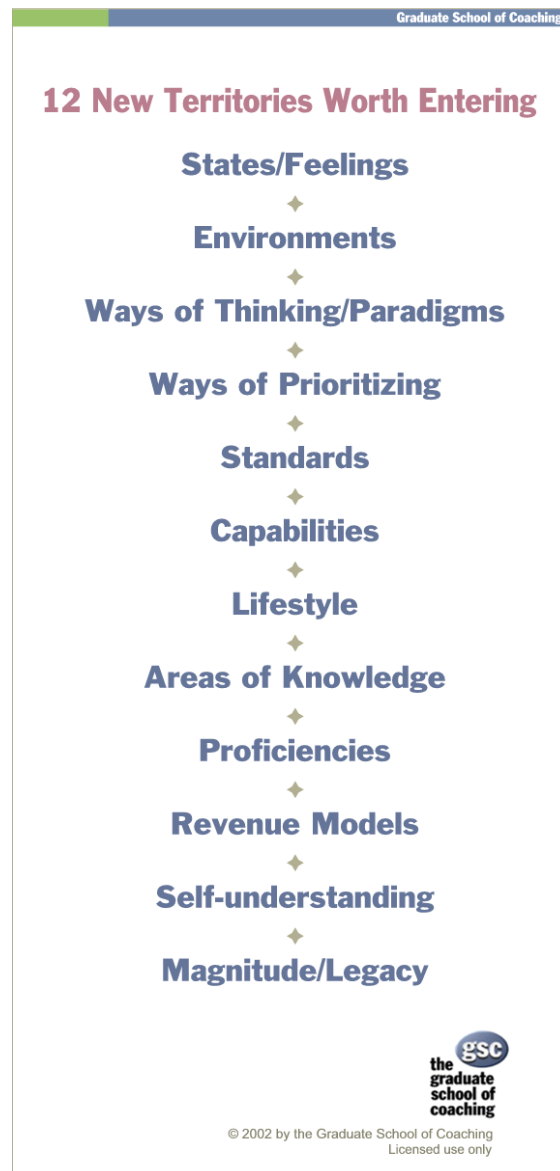 Graduate School of Coaching
12 New Territories Worth Entering
States/Feelings
Environments
Ways of Thinking/Paradigms
Ways of Prioritizing
Standards
Capabilities
Lifestyle
Areas of Knowledge
Proficiencies
Revenue Models
Self-understanding
Magnitude/Legacy
gsc
the
graduate
school of
coaching
© 2002 by the Graduate School of Coaching
Licensed use only